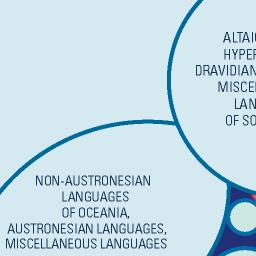 ALTAIC
HYPER
DRAVIDIAN
MISCEL
LAN
OF SO
NON-AUSTRONESIAN
LANGUAGES
OF OCEANIA,
AUSTRONESIAN LANGUAGES,
MISCELLANEOUS LANGUAGES